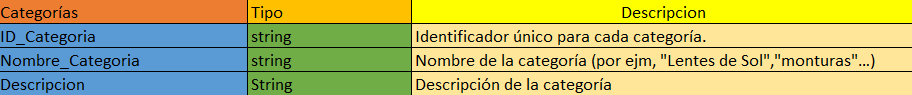 Categorías Tipo Descripcion
ID_Categoria string Identificador único para cada categoría.
Nombre_Categoria string Nombre de la categoría (por ejm, "Lentes de Sol","monturas"...)
Descripcion String Descripción de la categoría